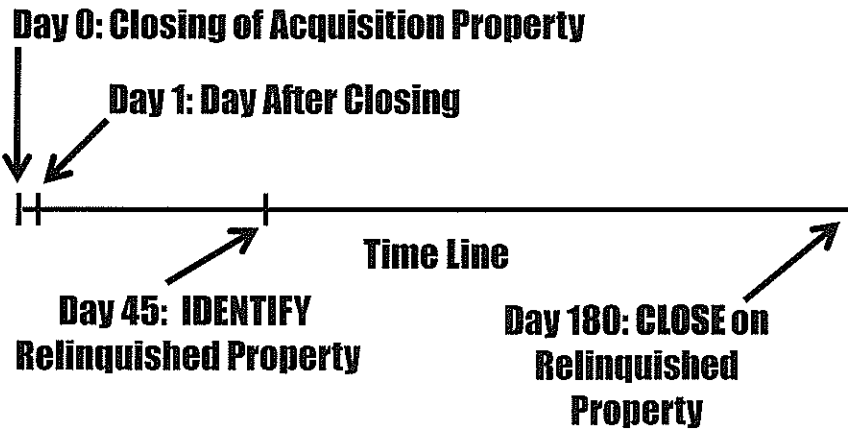 Day 0: Closing of Acquisition Property
Day 1: Day After Closing
Time Line
Day 45: IDENTIFY
Relinquished Property
Day 180: CLOSE on
Relinquished
Property